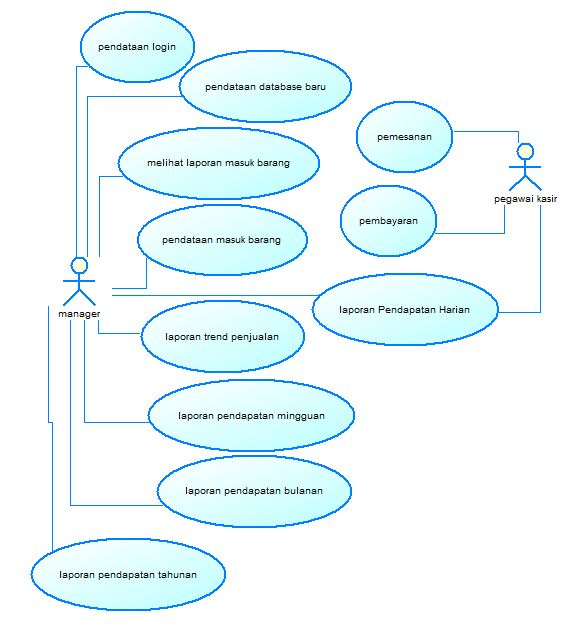 pendataan login
pendataan database baru
pemesanan
melihat laporan masuk barang
pegawai kasir
pembayaran
pendataan masuk barang
manager
laporan Pendapatan Harian
laporan trend penjualan
laporan pendapatan mingguan
laporan pendapatan bulanan
laporan pendapatan tahunan